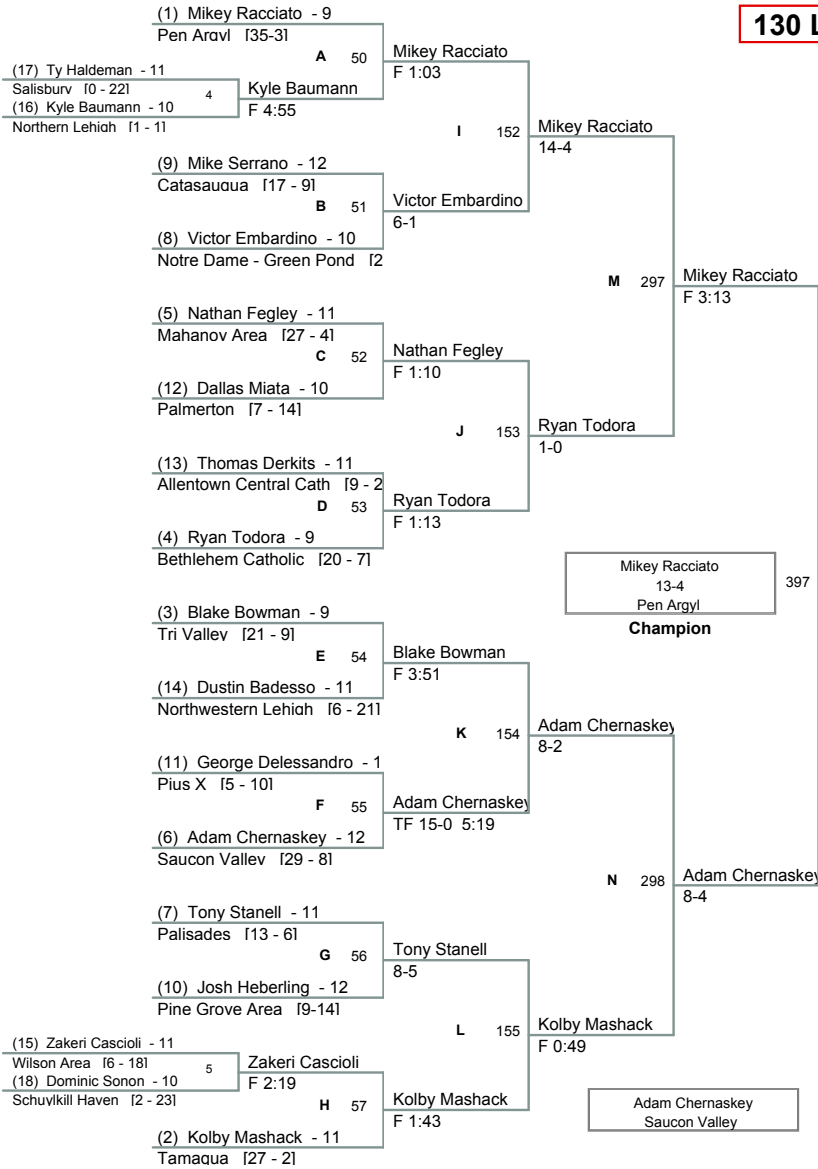 130 L
(1) Mikey Racciato - 9
Pen Argyl [35-3]
A 50
Mikey Racciato
F 1:03
(17) Ty Haldeman - 11
Salisbury [0 - 22]
4
Kyle Baumann
F 4:55
(16) Kyle Baumann - 10
Northern Lehigh [1 - 1]
I 152
Mikey Racciato
14-4
(9) Mike Serrano - 12
Catasauqua [17 - 9]
B 51
Victor Embardino
6-1
(8) Victor Embardino - 10
Notre Dame - Green Pond [2
M 297
Mikey Racciato
F 3:13
(5) Nathan Fegley - 11
Mahanoy Area [27 - 4]
C 52
Nathan Fegley
F 1:10
(12) Dallas Miata - 10
Palmerton [7 - 14]
J 153
Ryan Todora
1-0
(13) Thomas Derkits - 11
Allentown Central Cath [9 - 2
D 53
Ryan Todora
F 1:13
(4) Ryan Todora - 9
Bethlehem Catholic [20 - 7]
Mikey Racciato
13-4
Pen Argyl
397
Champion
(3) Blake Bowman - 9
Tri Valley [21 - 9]
E 54
Blake Bowman
F 3:51
(14) Dustin Badesso - 11
Northwestern Lehigh [6 - 21]
K 154
Adam Chernaskey
8-2
(11) George Delessandro - 1
Pius X [5 - 10]
F 55
Adam Chernaskey
TF 15-0 5:19
(6) Adam Chernaskey - 12
Saucon Valley [29 - 8]
N 298
Adam Chernaskey
8-4
(7) Tony Stanell - 11
Palisades [13 - 6]
G 56
Tony Stanell
8-5
(10) Josh Heberling - 12
Pine Grove Area [9-14]
L 155
Kolby Mashack
F 0:49
(15) Zakeri Cascioli - 11
Wilson Area [6 - 18]
5
Zakeri Cascioli
F 2:19
(18) Dominic Sonon - 10
Schuylkill Haven [2 - 23]
H 57
Kolby Mashack
F 1:43
(2) Kolby Mashack - 11
Tamaqua [27 - 2]
Adam Chernaskey
Saucon Valley